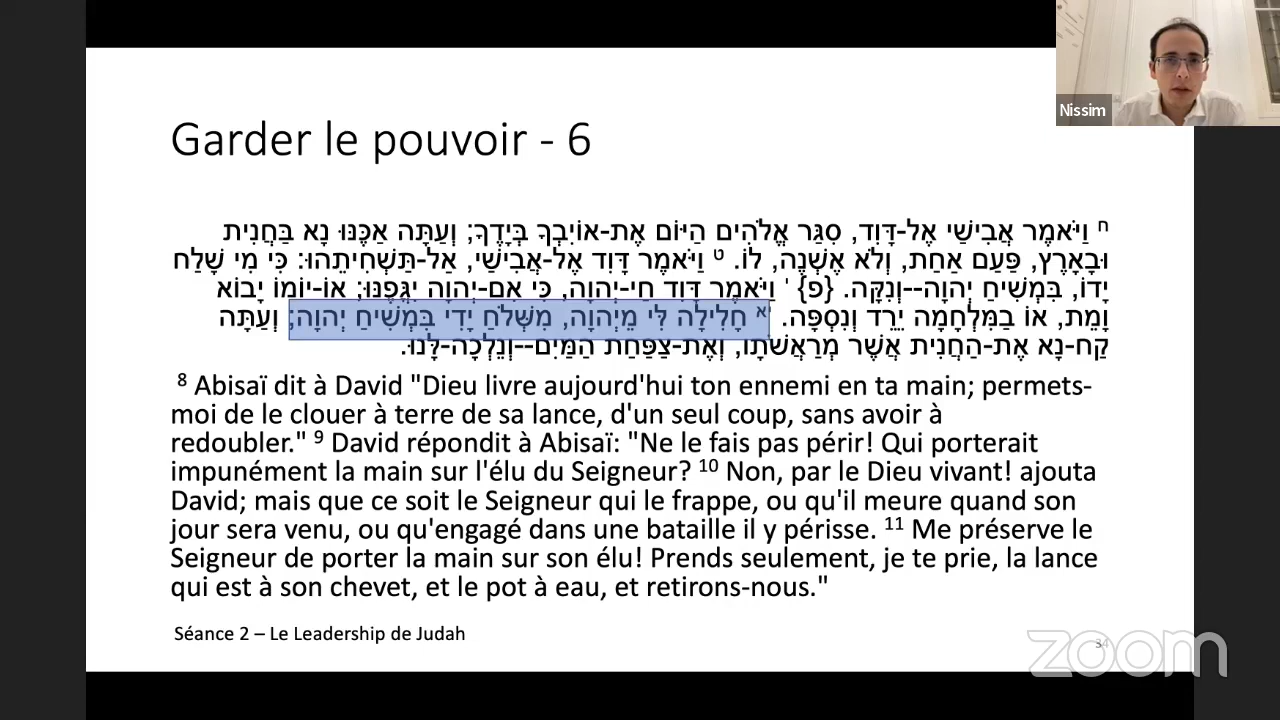 Nissim
Garder le pouvoir - 6
ח וַיֹּאמֶר אֲבִישַׁי אֶל-דָּוִד, סִגַּר אֱלֹהִים הַיּוֹם אֶת-אוֹיִבְךָ בְּיָדֶךָ; וְעַתָּה אַכֶּנּוּ נָא בַּחֲנִית
וּבָאָרֶץ, פַּעַם אַחַת, וְלֹא אֶשְׁנֶה, לוֹ. ט וַיֹּאמֶר דָּוִד אֶל-אֲבִישַׁי, אַל-תַּשְׁחִיתֵהוּ: כִּי מִי שָׁלַח
יָדוֹ, בִּמְשִׁיחַ יְהוָה--וְנִקָּה. {פ} י וַיֹּאמֶר דָּוִד חַי-יְהוָה, כִּי אִם-יְהוָה יִגָּפֶנּוּ; אוֹ-יוֹמוֹ יָבוֹא
וָמֵת, אוֹ בַמִּלְחָמָה יֵרֵד וְנִסְפָּה. יא חָלִילָה לִּי מֵיְהוָה, מִשְּׁלֹחַ יָדִי בִּמְשִׁיחַ יְהוָה; וְעַתָּה
קַח-נָא אֶת-הַחֲנִית אֲשֶׁר מְרַאשֹׁתָו, וְאֶת-צַפַּחַת הַמַּיִם--וְנֵלְכָה-לָּנוּ.
8 Abisaï dit à David "Dieu livre aujourd'hui ton ennemi en ta main; permets-
moi de le clouer à terre de sa lance, d'un seul coup, sans avoir à
redoubler." 9 David répondit à Abisaï: "Ne le fais pas périr! Qui porterait
impunément la main sur l'élu du Seigneur? 10 Non, par le Dieu vivant! ajouta
David; mais que ce soit le Seigneur qui le frappe, ou qu'il meure quand son
jour sera venu, ou qu'engagé dans une bataille il y périsse. 11 Me préserve le
Seigneur de porter la main sur son élu! Prends seulement, je te prie, la lance
qui est à son chevet, et le pot à eau, et retirons-nous."
Séance 2 – Le Leadership de Judah
34
zoom